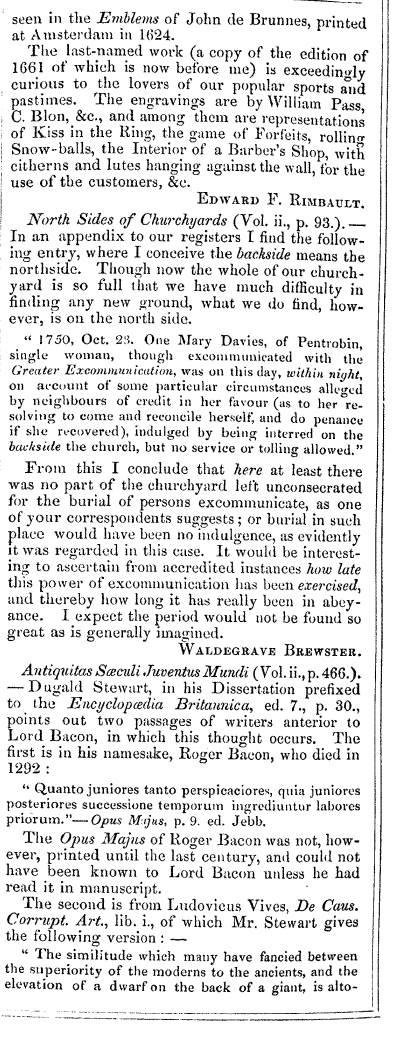 seen in the Emblems of John de Brunnes, printed
at Amsterdam in 1624.
The last-named work (a copy of the edition of
1661 of which is now before me) is exceedingly
curious to the lovers of our popular sports and
pastimes. The engravings are by William Pass,
C. Blon, &c., and among them are representations
of Kiss in the Ring, the game of Forfeits, rolling
Snow-balls, the Interior of a Barber's Shop, with
citherns and lutes hanging against the wall, for the
use of the customers, &c.
EDWARD F. RIMBAULT.
North Sides of Churchyards (Vol. ii., p. 93.). —
In an appendix to our registers I find the follow-
ing entry, where I conceive the backside means the
northside. Though now the whole of our church-
yard is so full that we have much difficulty in
finding any new ground, what we do find, how-
ever, is on the north side.
" 1750, Oct. 23. One Mary Davies, of Pentrobin,
single woman, though excommunicated with the
Greater Excommunication, was on this day, within night,
on account of some particular circumstances alleged
by neighbours of credit in her favour (as to her re-
solving to come and reconcile herself, and do penance
if she recovered), indulged by being interred on the
backside the church, but no service or tolling allowed."
From this I conclude that here at least there
was no part of the churchyard left unconsecrated
for the burial of persons excommunicate, as one
of your correspondents suggests; or burial in such
place would have been no indulgence, as evidently
it was regarded in this case. It would be interest-
ing to ascertain from accredited instances how late
this power of excommunication has been exercised,
and thereby how long it has really been in abey-
ance. I expect the period would not be found so
great as is generally imagined.
WALDEGRAVE BREWSTER.
Antiquitas Sæculi Juventus Mundi (Vol. ii., p. 466.).
— Dugald Stewart, in his Dissertation prefixed
to the Encyclopædia Britannica, ed. 7., p. 30.,
points out two passages of writers anterior to
Lord Bacon, in which this thought occurs. The
first is in his namesake, Roger Bacon, who died in
1292 :
" Quanto juniores tanto perspicaciores, quia juniores
posteriores successione temporum ingrediuntur labores
priorum."— Opus Majus, p. 9. ed. Jebb.
The Opus Majus of Roger Bacon was not, how-
ever, printed until the last century, and could not
have been known to Lord Bacon unless he had
read it in manuscript.
The second is from Ludovicus Vives, De Caus.
Corrupt. Art., lib. i., of which Mr. Stewart gives
the following version : —
" The similitude which many have fancied between
the superiority of the moderns to the ancients, and the
elevation of a dwarf on the back of a giant, is alto-